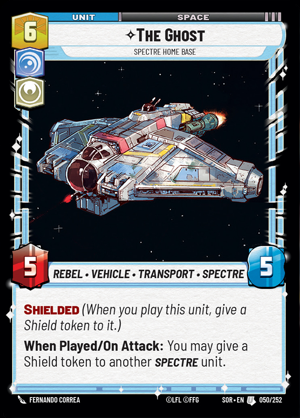 UNIT SPACE
6
✧THE GHOST
SPECTRE HOME BASE
5
REBEL • VEHICLE • TRANSPORT • SPECTRE
5
SHIELDED (When you play this unit, give a
Shield token to it.)
When Played/On Attack: You may give a
Shield token to another SPECTRE unit.
FERNANDO CORREA
©LFL ©FFG
SOR • EN
050/252